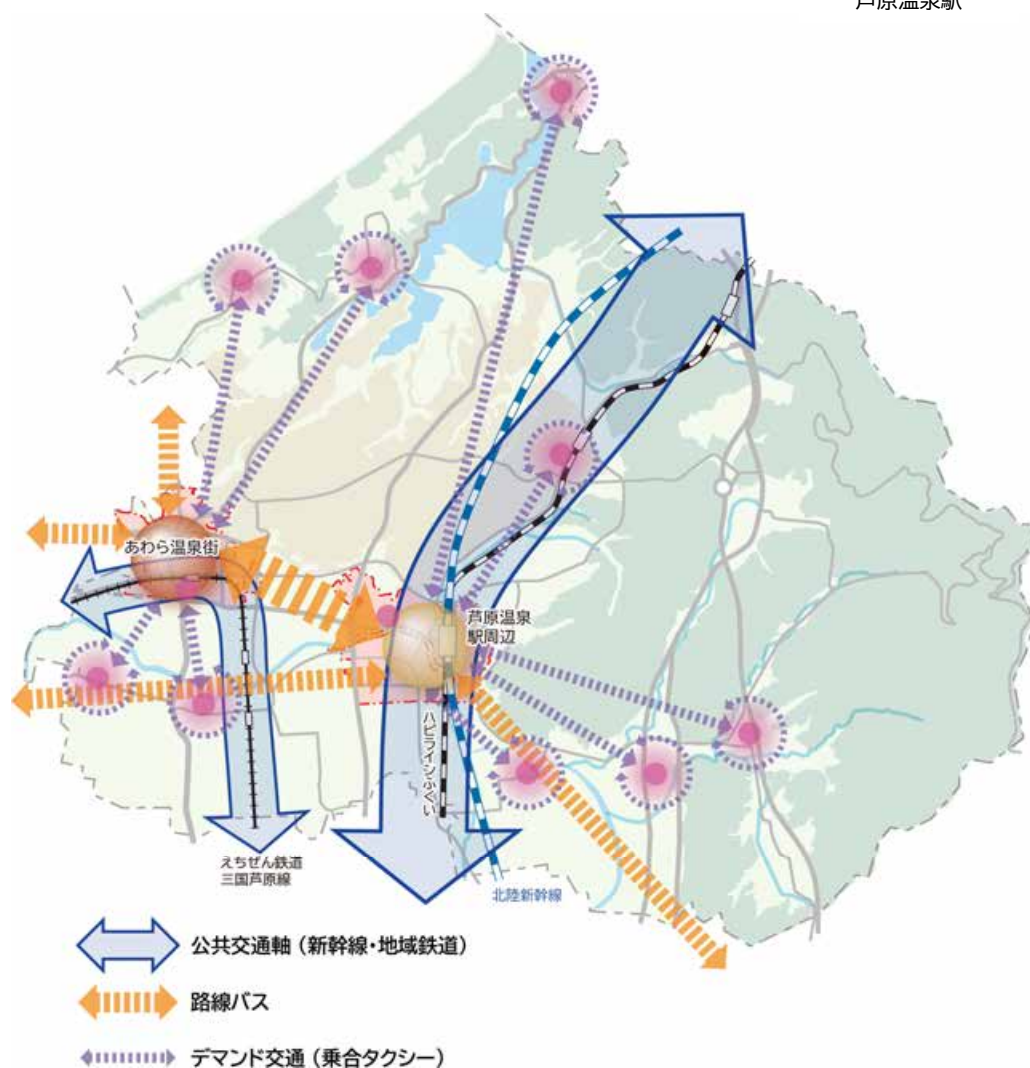 芦原温泉駅
あわら温泉街
芦原温泉
駅周辺
ハピラインふくい
えちぜん鉄道
三国芦原線
北陸新幹線
公共交通軸（新幹線・地域鉄道）
路線バス
デマンド交通（乗合タクシー）